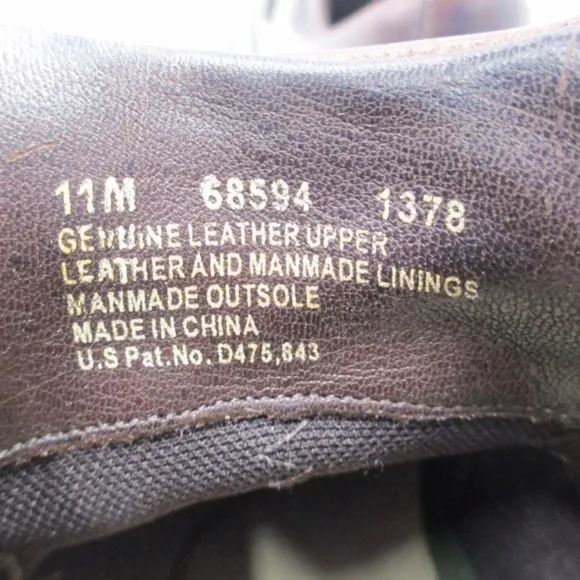 11M 68594 1378
GENUINE LEATHER UPPER
LEATHER AND MANMADE LININGS
MANMADE OUTSOLE
MADE IN CHINA
U.S Pat.No. D475,843